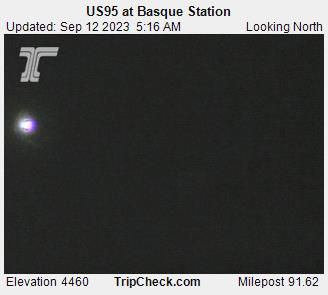 US95 at Basque Station
Updated: Sep 12 2023 5:16 AM Looking North
Elevation 4460 TripCheck.com Milepost 91.62